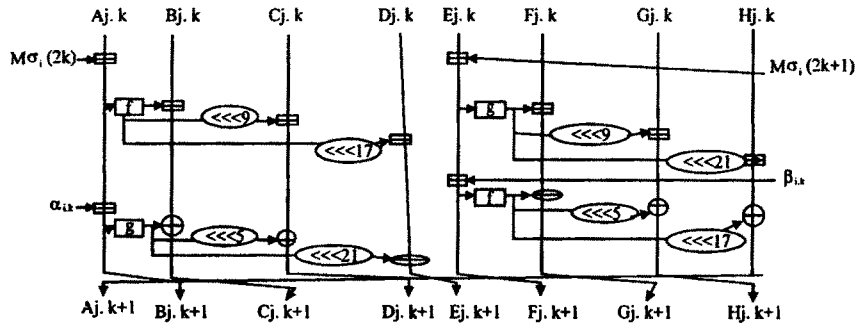 Aj. k Bj. k Cj. k Dj. k Ej. k Fj. k Gj. k Hj. k
Mσᵢ (2k)
Mσᵢ (2k+1)
f <<<9 <<<17
g <<<9 <<<21
αᵢ.ₖ
βᵢ.ₖ
g <<<5 <<<21
f <<<5 <<<17
Aj. k+1 Bj. k+1 Cj. k+1 Dj. k+1 Ej. k+1 Fj. k+1 Gj. k+1 Hj. k+1